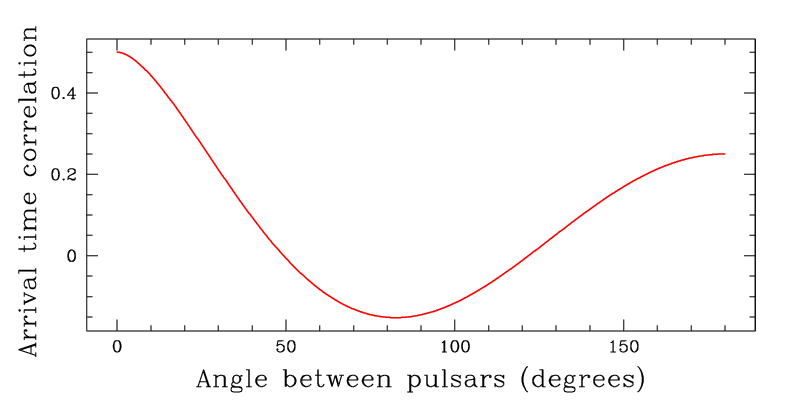 Arrival time correlation
0.4
0.2
0
0 50 100 150
Angle between pulsars (degrees)